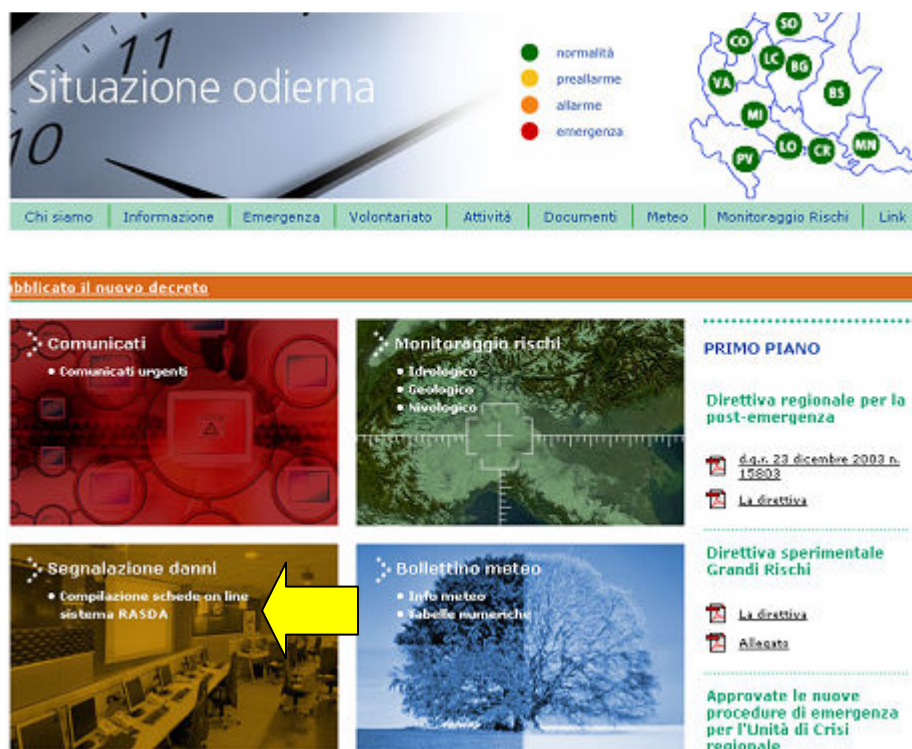 11
10
Situazione odierna
normalità
preallarme
allarme
emergenza
SO
CO
LC
BG
VA
BS
MI
LO
CR
MN
PV
Chi siamo Informazione Emergenza Volontariato Attività Documenti Meteo Monitoraggio Rischi Link
bblicato il nuovo decreto
Comunicati
• Comunicati urgenti
Monitoraggio rischi
• Idrologico
• Geologico
• Nivologico
Segnalazione danni
• Compilazione schede on line
sistema RASDA
Bollettino meteo
• Info meteo
• Tabelle numeriche
PRIMO PIANO
Direttiva regionale per la
post-emergenza
d.g.r. 23 dicembre 2003 n.
15803
La direttiva
Direttiva sperimentale
Grandi Rischi
La direttiva
Allegato
Approvate le nuove
procedure di emergenza
per l'Unità di Crisi
regionale